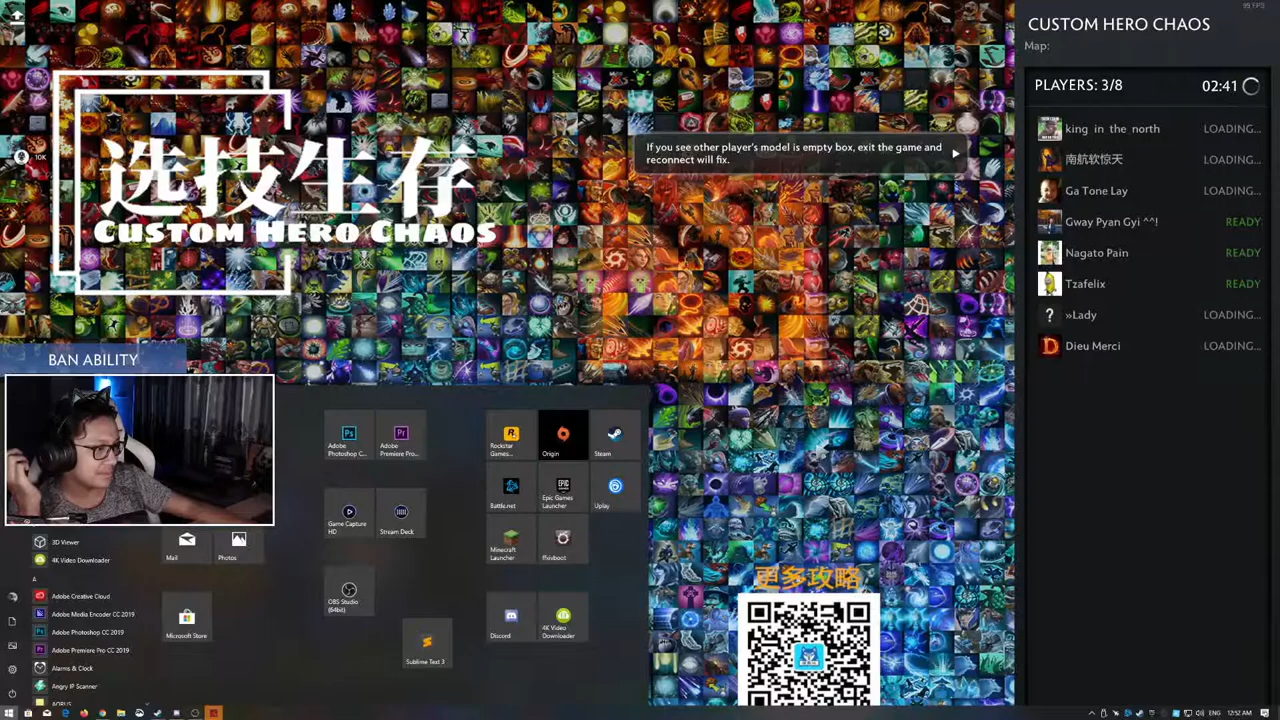 99 FPS
CUSTOM HERO CHAOS
Map:
PLAYERS: 3/8
02:41
king in the north
LOADING...
南航软惊天
LOADING...
Ga Tone Lay
LOADING...
Gway Pyan Gyi ^^!
READY
Nagato Pain
READY
Tzafelix
READY
»Lady
LOADING...
Dieu Merci
LOADING...
If you see other player's model is empty box, exit the game and
reconnect will fix.
10K
选技生存
CUSTOM HERO CHAOS
BAN ABILITY
Adobe
Photoshop C...
Adobe
Premiere Pro...
Rockstar
Games...
Origin
Steam
Battle.net
Epic Games
Launcher
Uplay
Game Capture
HD
Stream Deck
Minecraft
Launcher
ffxivboot
Mail
Photos
OBS Studio
(64bit)
Microsoft Store
Discord
4K Video
Downloader
Sublime Text 3
3D Viewer
4K Video Downloader
A
Adobe Creative Cloud
Adobe Media Encoder CC 2019
Adobe Photoshop CC 2019
Adobe Premiere Pro CC 2019
Alarms & Clock
Angry IP Scanner
AORUS
更多攻略
ENG
12:52 AM